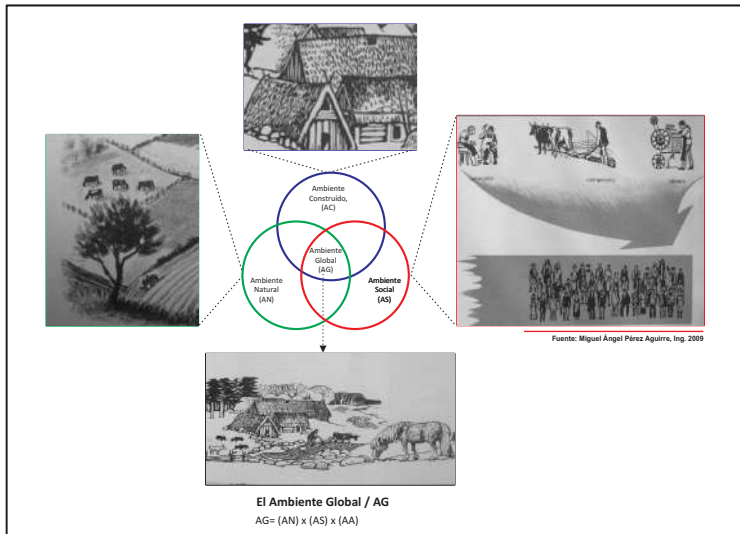 Ambiente
Construído,
(AC)
Ambiente
Global
(AG)
Ambiente
Natural
(AN)
Ambiente
Social
(AS)
Fuente: Miguel Ángel Pérez Aguirre, Ing. 2009
El Ambiente Global / AG
AG= (AN) x (AS) x (AA)